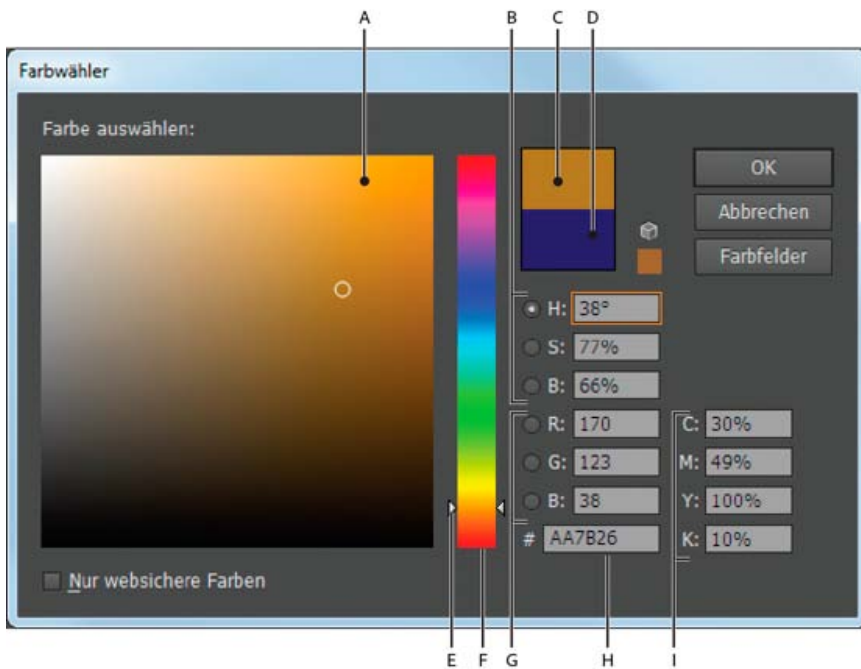 A B C D
Farbwähler
Farbe auswählen:
OK
Abbrechen
Farbfelder
H: 38°
S: 77%
B: 66%
R: 170 C: 30%
G: 123 M: 49%
B: 38 Y: 100%
# AA7B26 K: 10%
Nur websichere Farben
E F G H I